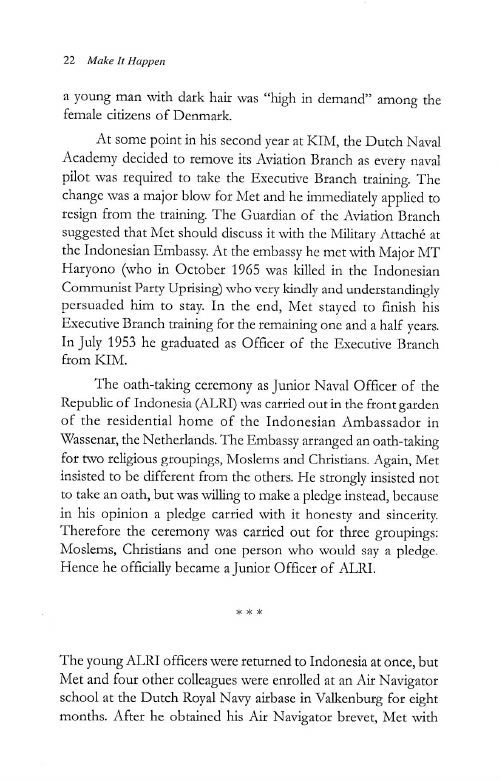 22 Make It Happen
a young man with dark hair was “high in demand” among the
female citizens of Denmark.
At some point in his second year at KIM, the Dutch Naval
Academy decided to remove its Aviation Branch as every naval
pilot was required to take the Executive Branch training. The
change was a major blow for Met and he immediately applied to
resign from the training. The Guardian of the Aviation Branch
suggested that Met should discuss it with the Military Attaché at
the Indonesian Embassy. At the embassy he met with Major MT
Haryono (who in October 1965 was killed in the Indonesian
Communist Party Uprising) who very kindly and understandingly
persuaded him to stay. In the end, Met stayed to finish his
Executive Branch training for the remaining one and a half years.
In July 1953 he graduated as Officer of the Executive Branch
from KIM.
The oath-taking ceremony as Junior Naval Officer of the
Republic of Indonesia (ALRI) was carried out in the front garden
of the residential home of the Indonesian Ambassador in
Wassenar, the Netherlands. The Embassy arranged an oath-taking
for two religious groupings, Moslems and Christians. Again, Met
insisted to be different from the others. He strongly insisted not
to take an oath, but was willing to make a pledge instead, because
in his opinion a pledge carried with it honesty and sincerity.
Therefore the ceremony was carried out for three groupings:
Moslems, Christians and one person who would say a pledge.
Hence he officially became a Junior Officer of ALRI.
* * *
The young ALRI officers were returned to Indonesia at once, but
Met and four other colleagues were enrolled at an Air Navigator
school at the Dutch Royal Navy airbase in Valkenburg for eight
months. After he obtained his Air Navigator brevet, Met with